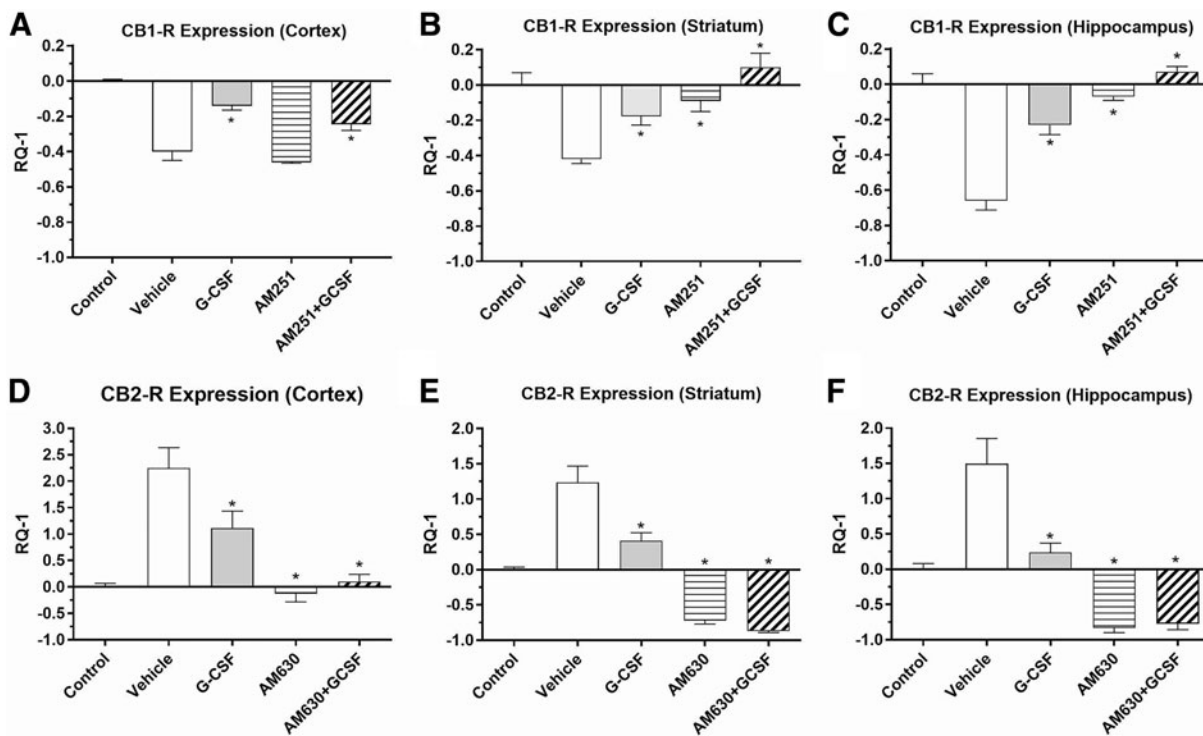 A
CB1-R Expression (Cortex)
RQ-1
0.2
0.0
-0.2
-0.4
-0.6
-0.8
-1.0
*
*
Control
Vehicle
G-CSF
AM251
AM251+GCSF
B
CB1-R Expression (Striatum)
RQ-1
0.2
0.0
-0.2
-0.4
-0.6
-0.8
-1.0
*
*
*
Control
Vehicle
G-CSF
AM251
AM251+GCSF
C
CB1-R Expression (Hippocampus)
RQ-1
0.2
0.0
-0.2
-0.4
-0.6
-0.8
-1.0
*
*
*
Control
Vehicle
G-CSF
AM251
AM251+GCSF
D
CB2-R Expression (Cortex)
RQ-1
3.0
2.5
2.0
1.5
1.0
0.5
0.0
-0.5
-1.0
*
*
*
Control
Vehicle
G-CSF
AM630
AM630+GCSF
E
CB2-R Expression (Striatum)
RQ-1
2.0
1.5
1.0
0.5
0.0
-0.5
-1.0
*
*
*
Control
Vehicle
G-CSF
AM630
AM630+GCSF
F
CB2-R Expression (Hippocampus)
RQ-1
2.0
1.5
1.0
0.5
0.0
-0.5
-1.0
*
*
*
Control
Vehicle
G-CSF
AM630
AM630+GCSF